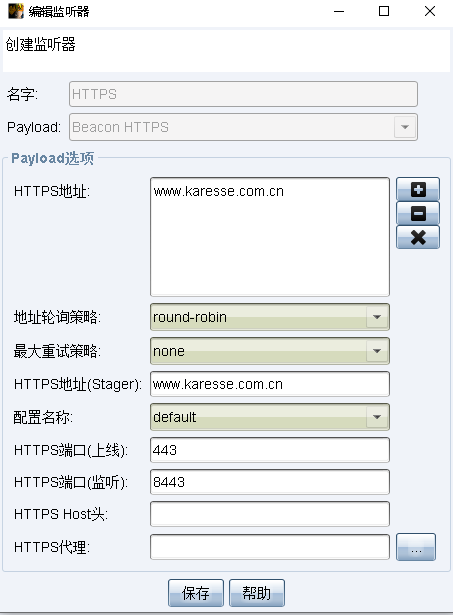 编辑监听器
创建监听器
名字: HTTPS
Payload: Beacon HTTPS
Payload选项
HTTPS地址: www.karesse.com.cn
地址轮询策略: round-robin
最大重试策略: none
HTTPS地址(Stager): www.karesse.com.cn
配置名称: default
HTTPS端口(上线): 443
HTTPS端口(监听): 8443
HTTPS Host头:
HTTPS代理: ...
保存 帮助